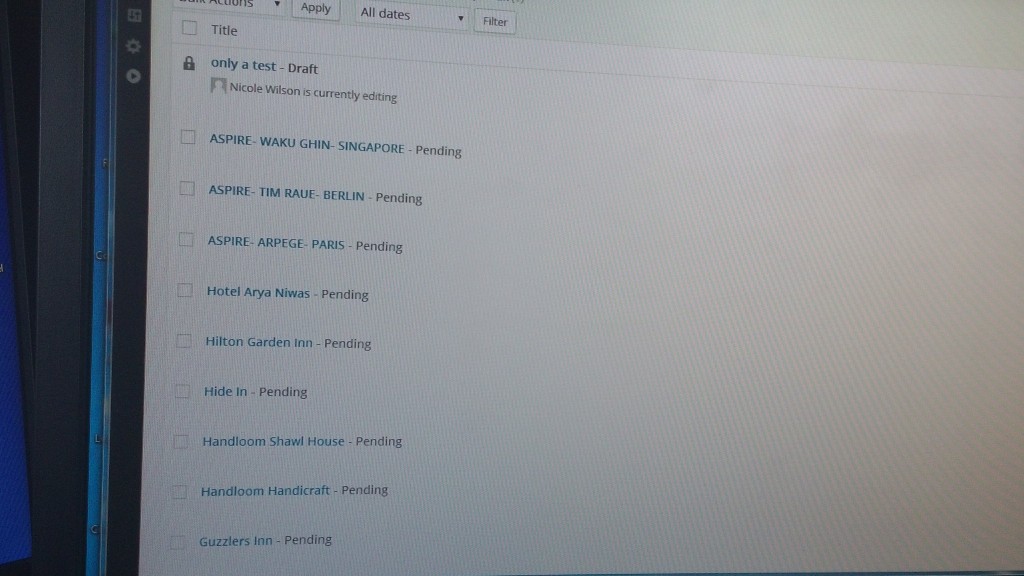 Bulk Actions Apply All dates Filter
Title
only a test - Draft
Nicole Wilson is currently editing
ASPIRE- WAKU GHIN- SINGAPORE - Pending
ASPIRE- TIM RAUE- BERLIN - Pending
ASPIRE- ARPEGE- PARIS - Pending
Hotel Arya Niwas - Pending
Hilton Garden Inn - Pending
Hide In - Pending
Handloom Shawl House - Pending
Handloom Handicraft - Pending
Guzzlers Inn - Pending